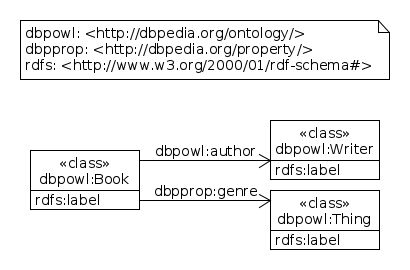 dbpowl: <http://dbpedia.org/ontology/>
dbpprop: <http://dbpedia.org/property/>
rdfs: <http://www.w3.org/2000/01/rdf-schema#>
«class»
dbpowl:Book
rdfs:label
dbpowl:author
dbpprop:genre
«class»
dbpowl:Writer
rdfs:label
«class»
dbpowl:Thing
rdfs:label